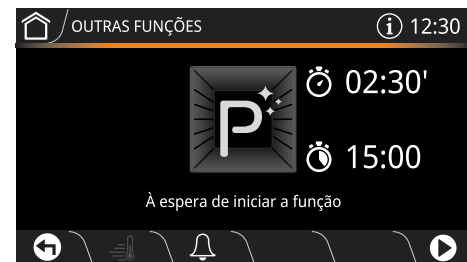 OUTRAS FUNÇÕES
i 12:30
P
02:30'
15:00
À espera de iniciar a função